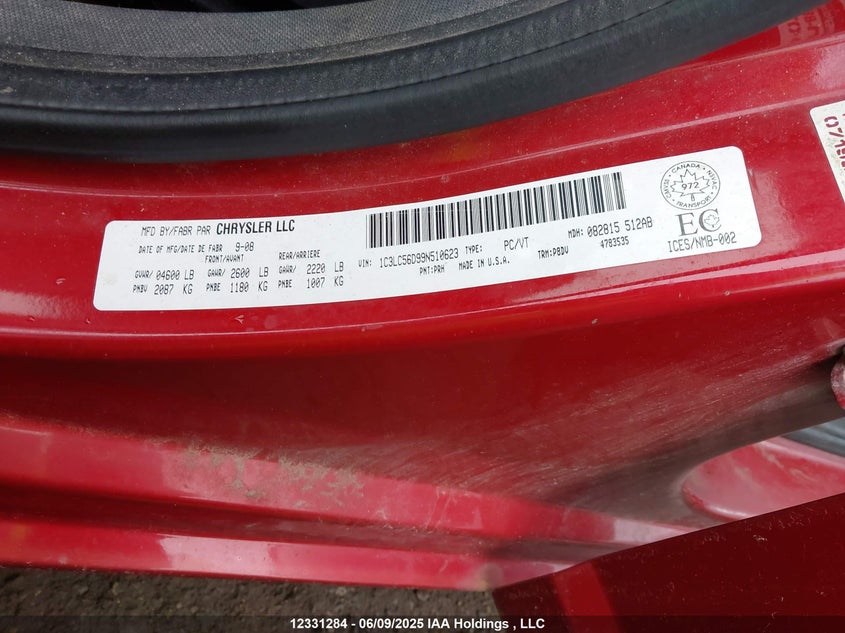 MFD BY/FABR PAR CHRYSLER LLC
DATE OF MFG/DATE DE FABR 9-08
FRONT/AVANT REAR/ARRIERE
GVWR/ 04600 LB GAWR/ 2600 LB GAWR/ 2220 LB
PNBV 2087 KG PNBE 1180 KG PNBE 1007 KG
MDH: 082815 512AB
VIN: 1C3LC56D99N510623 TYPE: PC/VT 4783535
PNT:PRH MADE IN U.S.A. TRM:PBDV
CANADA
972
TRANSPORT
EC
ICES/NMB-002
12331284 - 06/09/2025 IAA Holdings , LLC